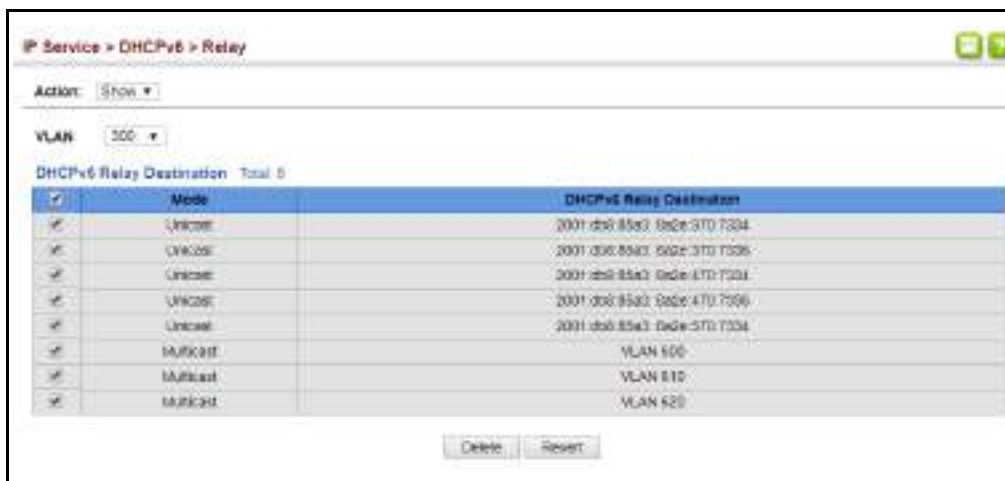 IP Service > DHCPv6 > Relay
Action: Show
VLAN 300
DHCPv6 Relay Destination Total: 8
Mode DHCPv6 Relay Destination
Unicast
Unicast
Unicast
Unicast
Unicast
Multicast VLAN 600
Multicast VLAN 610
Multicast VLAN 620
Delete Revert